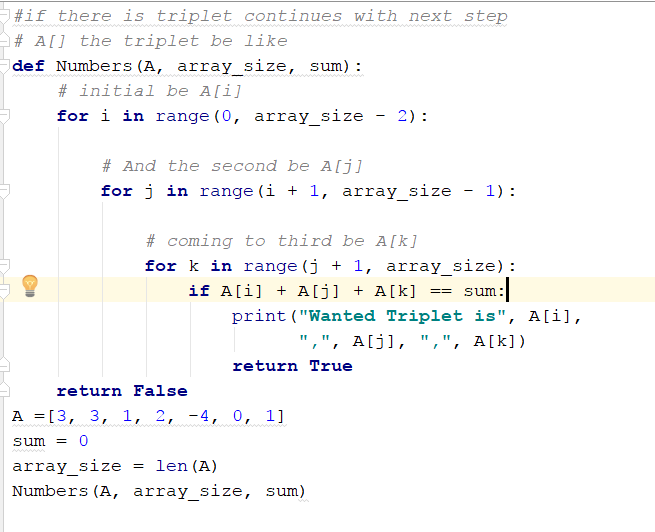 #if there is triplet continues with next step
# A[] the triplet be like
def Numbers(A, array_size, sum):
    # initial be A[i]
    for i in range(0, array_size - 2):
        # And the second be A[j]
        for j in range(i + 1, array_size - 1):
            # coming to third be A[k]
            for k in range(j + 1, array_size):
                if A[i] + A[j] + A[k] == sum:
                    print("Wanted Triplet is", A[i],
                          ",", A[j], ",", A[k])
                    return True
    return False
A =[3, 3, 1, 2, -4, 0, 1]
sum = 0
array_size = len(A)
Numbers(A, array_size, sum)